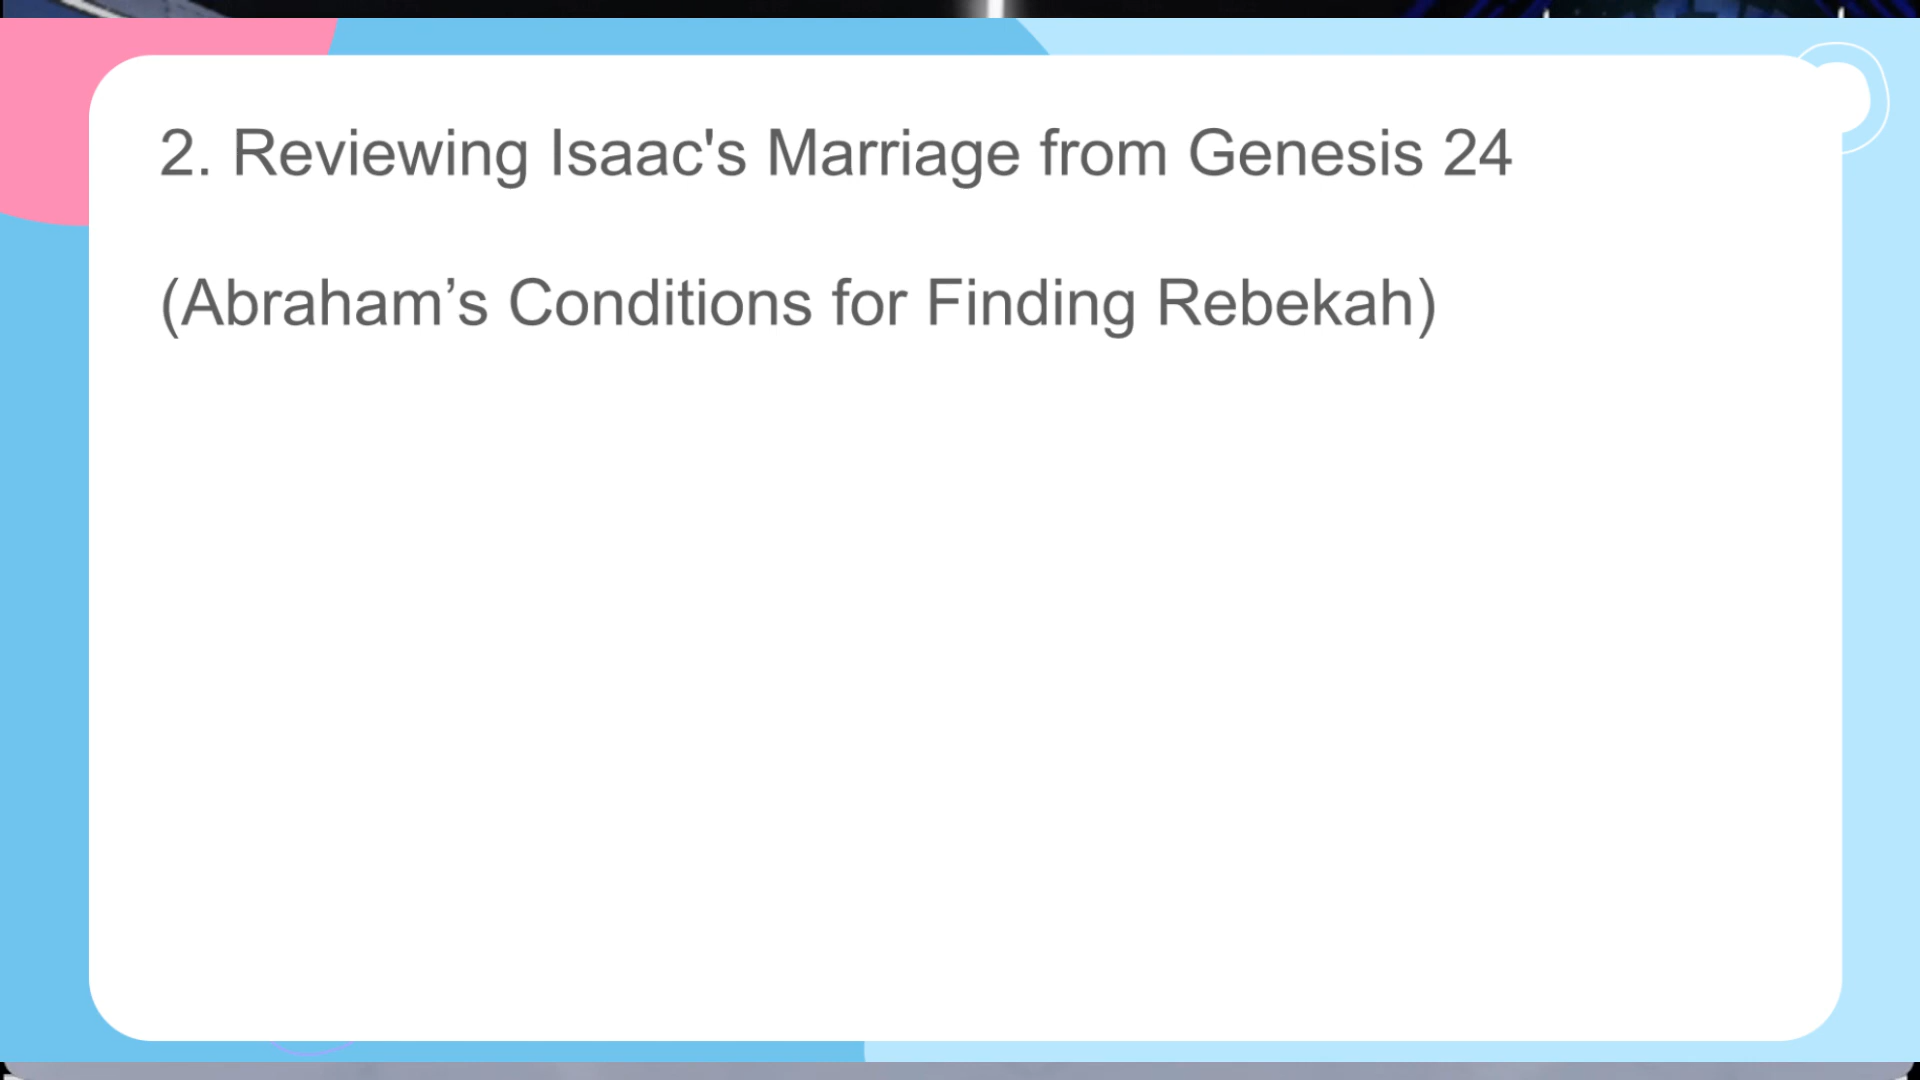 2. Reviewing Isaac's Marriage from Genesis 24
(Abraham’s Conditions for Finding Rebekah)